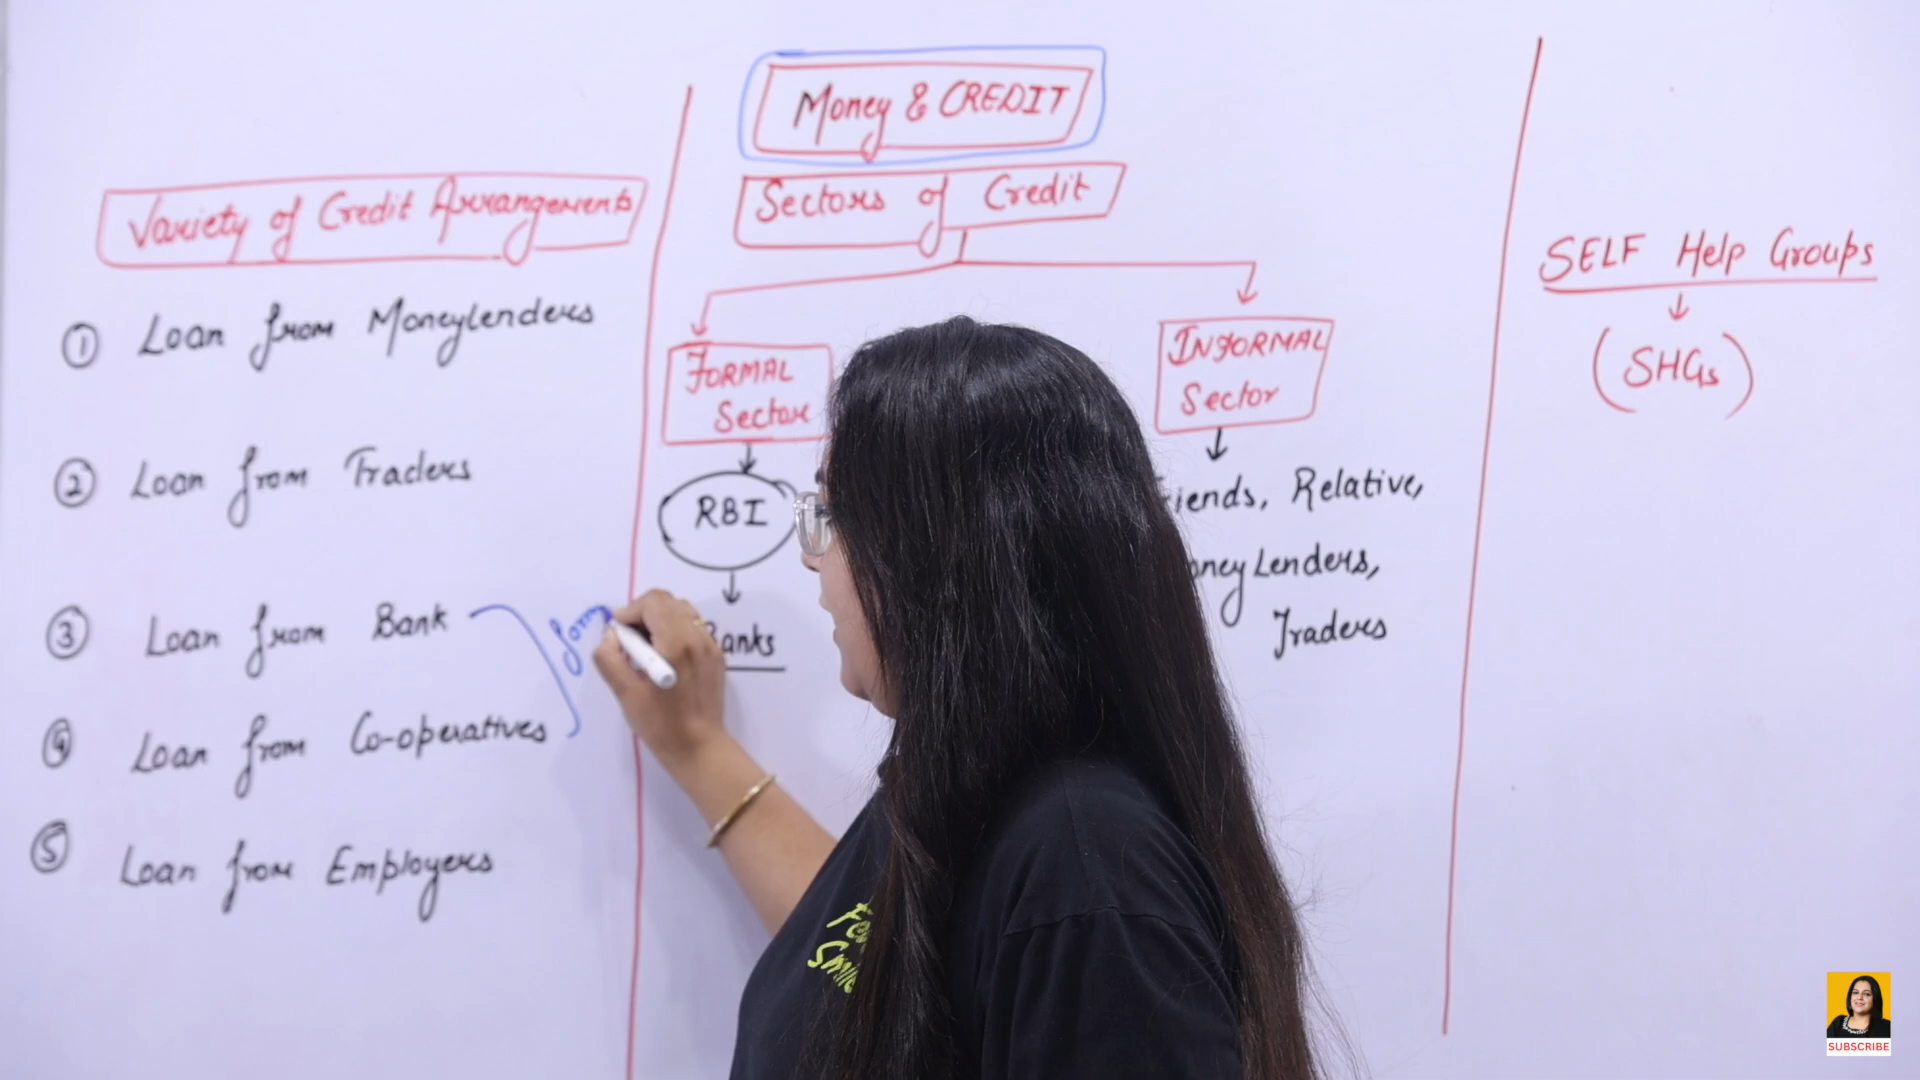 Money & CREDIT
Variety of Credit Arrangements
① Loan from Moneylenders
② Loan from Traders
③ Loan from Bank
④ Loan from Co-operatives
⑤ Loan from Employers
Sectors of Credit
FORMAL
Sector
RBI
INFORMAL
Sector
Relative,
Lenders,
Traders
SELF Help Groups
(SHGs)
SUBSCRIBE